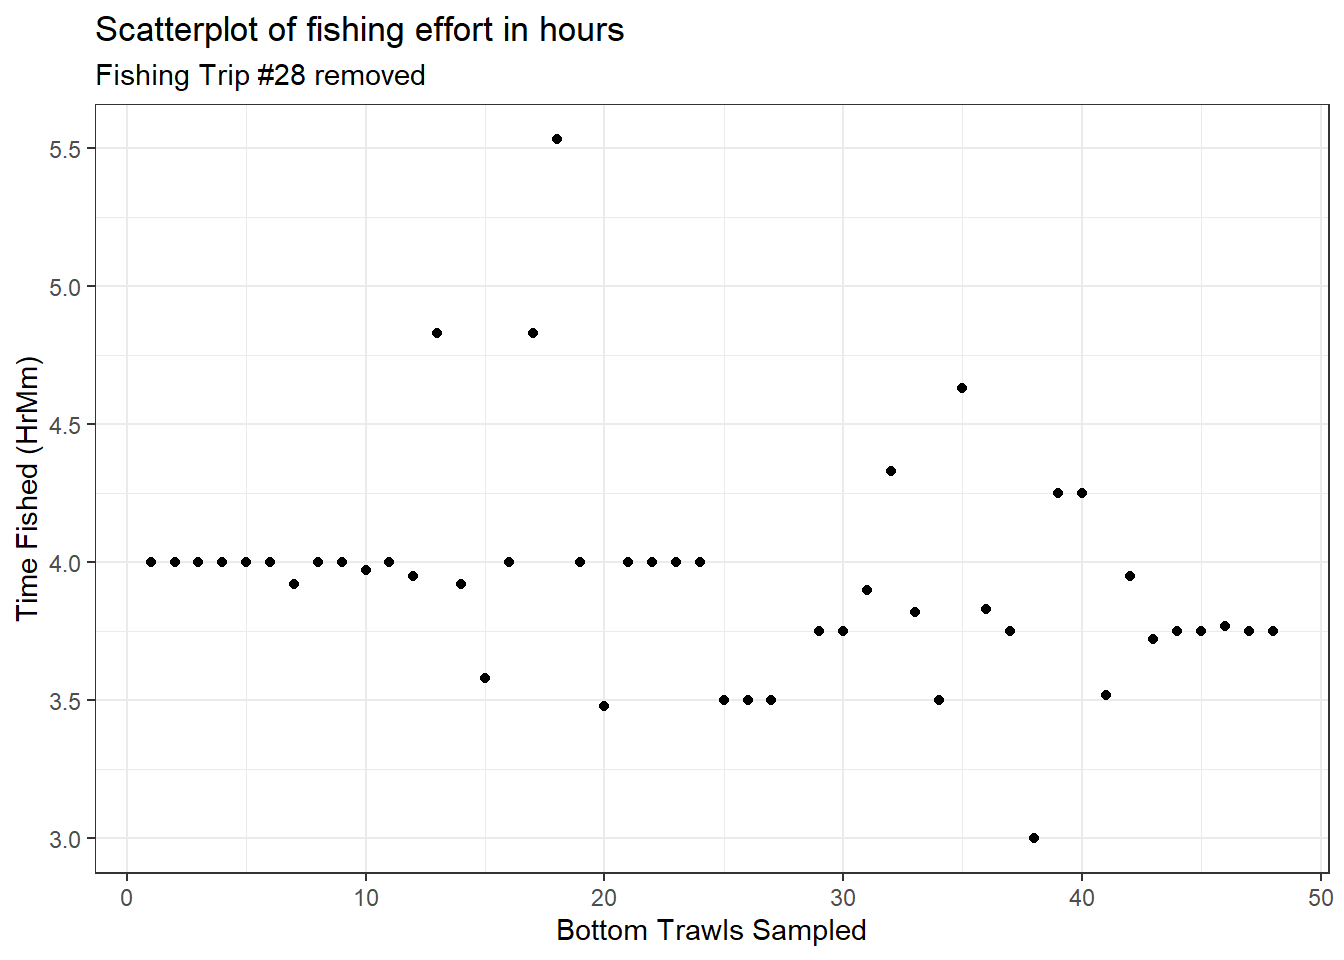 Scatterplot of fishing effort in hours
Fishing Trip #28 removed
Time Fished (HrMm)
5.5
5.0
4.5
4.0
3.5
3.0
0 10 20 30 40 50
Bottom Trawls Sampled